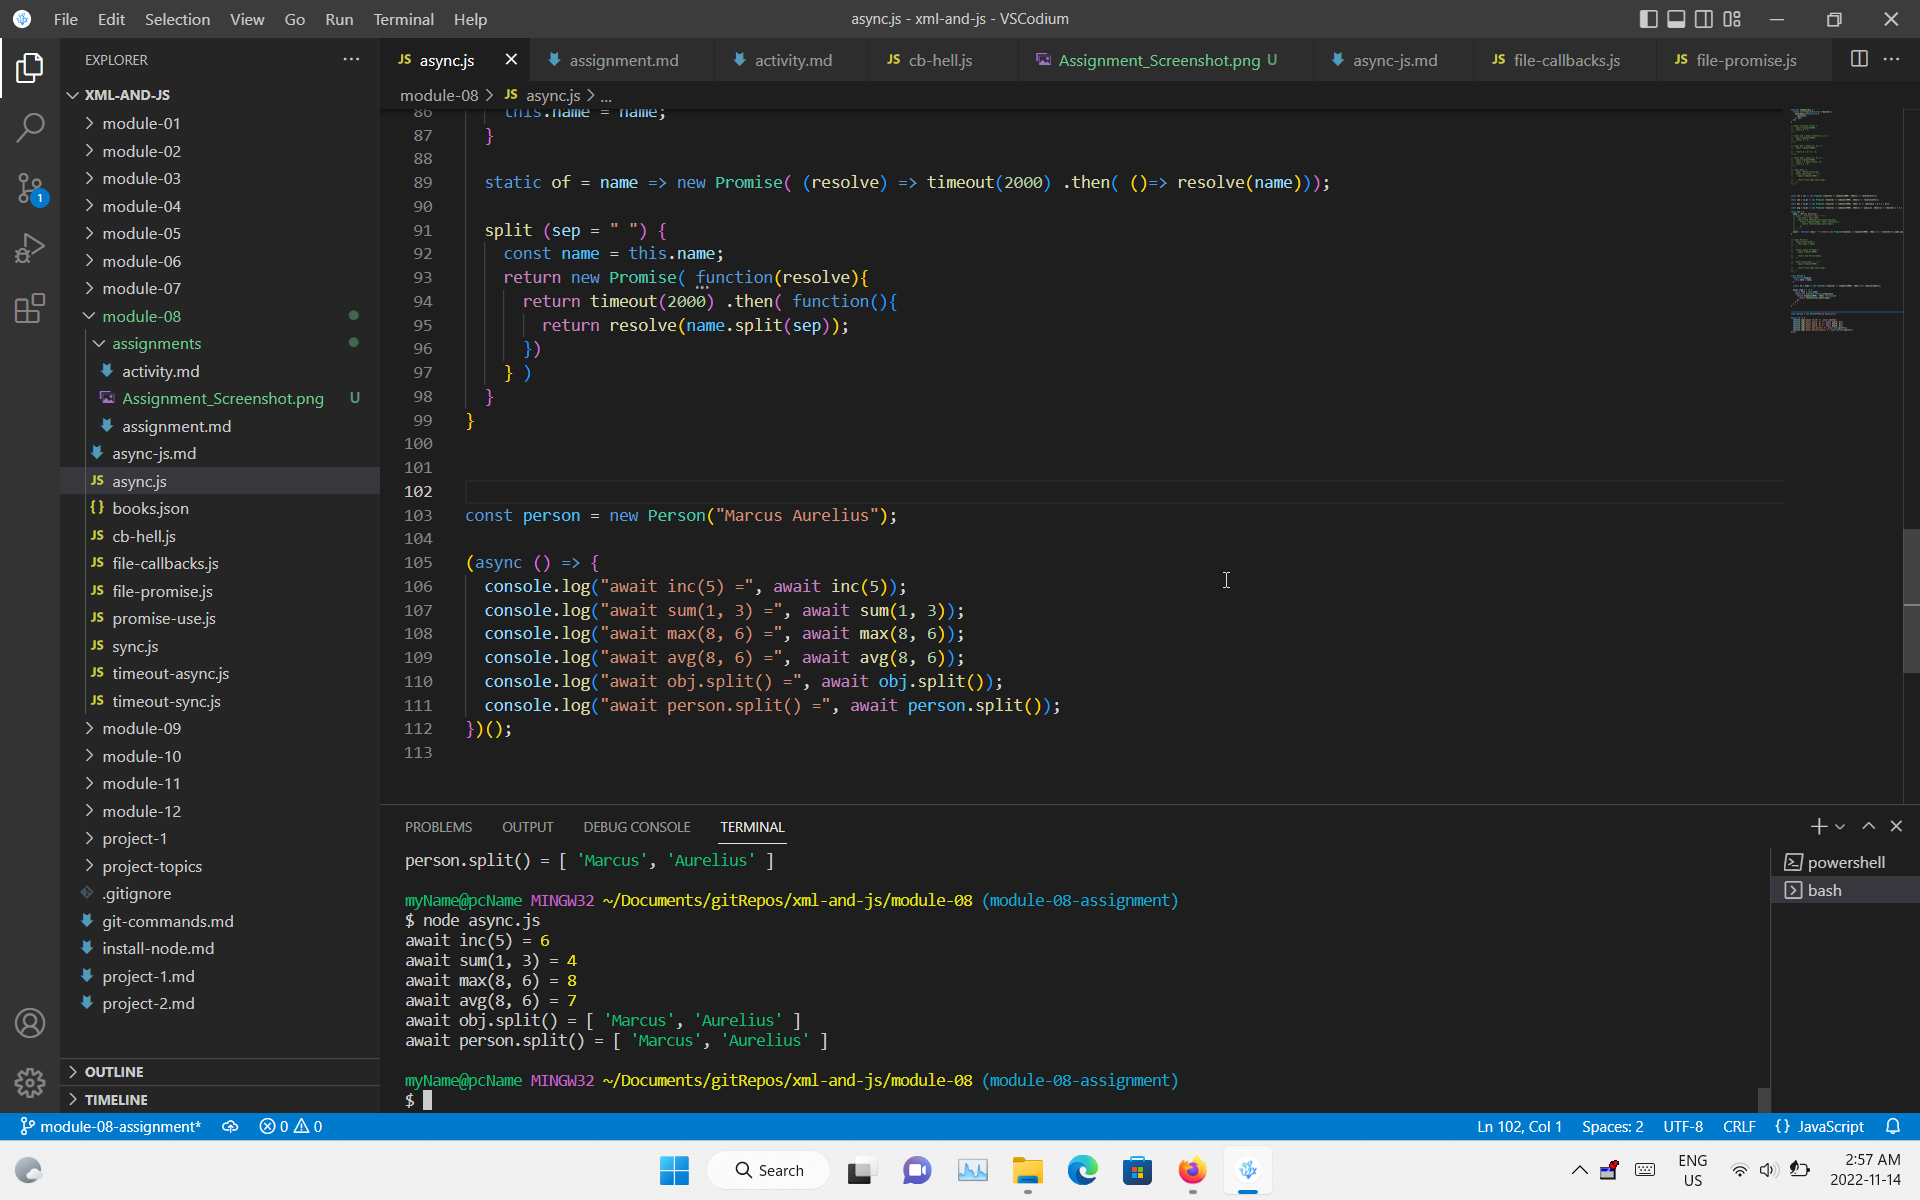 File Edit Selection View Go Run Terminal Help
async.js - xml-and-js - VSCodium
EXPLORER
JS async.js
assignment.md
activity.md
JS cb-hell.js
Assignment_Screenshot.png U
async-js.md
JS file-callbacks.js
JS file-promise.js
module-08 > JS async.js > ...
XML-AND-JS
module-01
module-02
module-03
module-04
module-05
module-06
module-07
module-08
assignments
activity.md
Assignment_Screenshot.png U
assignment.md
async-js.md
JS async.js
{} books.json
JS cb-hell.js
JS file-callbacks.js
JS file-promise.js
JS promise-use.js
JS sync.js
JS timeout-async.js
JS timeout-sync.js
module-09
module-10
module-11
module-12
project-1
project-topics
.gitignore
git-commands.md
install-node.md
project-1.md
project-2.md
OUTLINE
TIMELINE
1
86 this.name = name;
87 }
88
89 static of = name => new Promise( (resolve) => timeout(2000) .then( ()=> resolve(name)));
90
91 split (sep = " ") {
92 const name = this.name;
93 return new Promise( function(resolve){
94 return timeout(2000) .then( function(){
95 return resolve(name.split(sep));
96 })
97 } )
98 }
99 }
100
101
102
103 const person = new Person("Marcus Aurelius");
104
105 (async () => {
106 console.log("await inc(5) =", await inc(5));
107 console.log("await sum(1, 3) =", await sum(1, 3));
108 console.log("await max(8, 6) =", await max(8, 6));
109 console.log("await avg(8, 6) =", await avg(8, 6));
110 console.log("await obj.split() =", await obj.split());
111 console.log("await person.split() =", await person.split());
112 })();
113
PROBLEMS OUTPUT DEBUG CONSOLE TERMINAL
person.split() = [ 'Marcus', 'Aurelius' ]
myName@pcName MINGW32 ~/Documents/gitRepos/xml-and-js/module-08 (module-08-assignment)
$ node async.js
await inc(5) = 6
await sum(1, 3) = 4
await max(8, 6) = 8
await avg(8, 6) = 7
await obj.split() = [ 'Marcus', 'Aurelius' ]
await person.split() = [ 'Marcus', 'Aurelius' ]
myName@pcName MINGW32 ~/Documents/gitRepos/xml-and-js/module-08 (module-08-assignment)
$
powershell
bash
module-08-assignment* 0 0
Ln 102, Col 1 Spaces: 2 UTF-8 CRLF {} JavaScript
Search
ENG
US
2:57 AM
2022-11-14